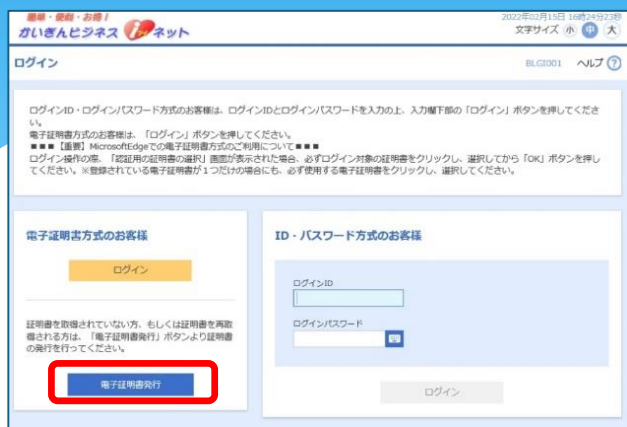 簡単・便利・お得！
かいぎんビジネス ネット
2022年02月15日 16時24分23秒
文字サイズ 小 中 大
ログイン
BLGI001 ヘルプ ?
ログインID・ログインパスワード方式のお客様は、ログインIDとログインパスワードを入力の上、入力欄下部の「ログイン」ボタンを押してくださ
い。
電子証明書方式のお客様は、「ログイン」ボタンを押してください。
■■■【重要】MicrosoftEdgeでの電子証明書方式のご利用について■■■
ログイン操作の際、「認証用の証明書の選択」画面が表示された場合、必ずログイン対象の証明書をクリックし、選択してから「OK」ボタンを押し
てください。※登録されている電子証明書が１つだけの場合にも、必ず使用する電子証明書をクリックし、選択してください。
電子証明書方式のお客様
ログイン
証明書を取得されていない方、もしくは証明書を再取
得される方は、「電子証明書発行」ボタンより証明書
の発行を行ってください。
電子証明書発行
ID・パスワード方式のお客様
ログインID
ログインパスワード
ログイン